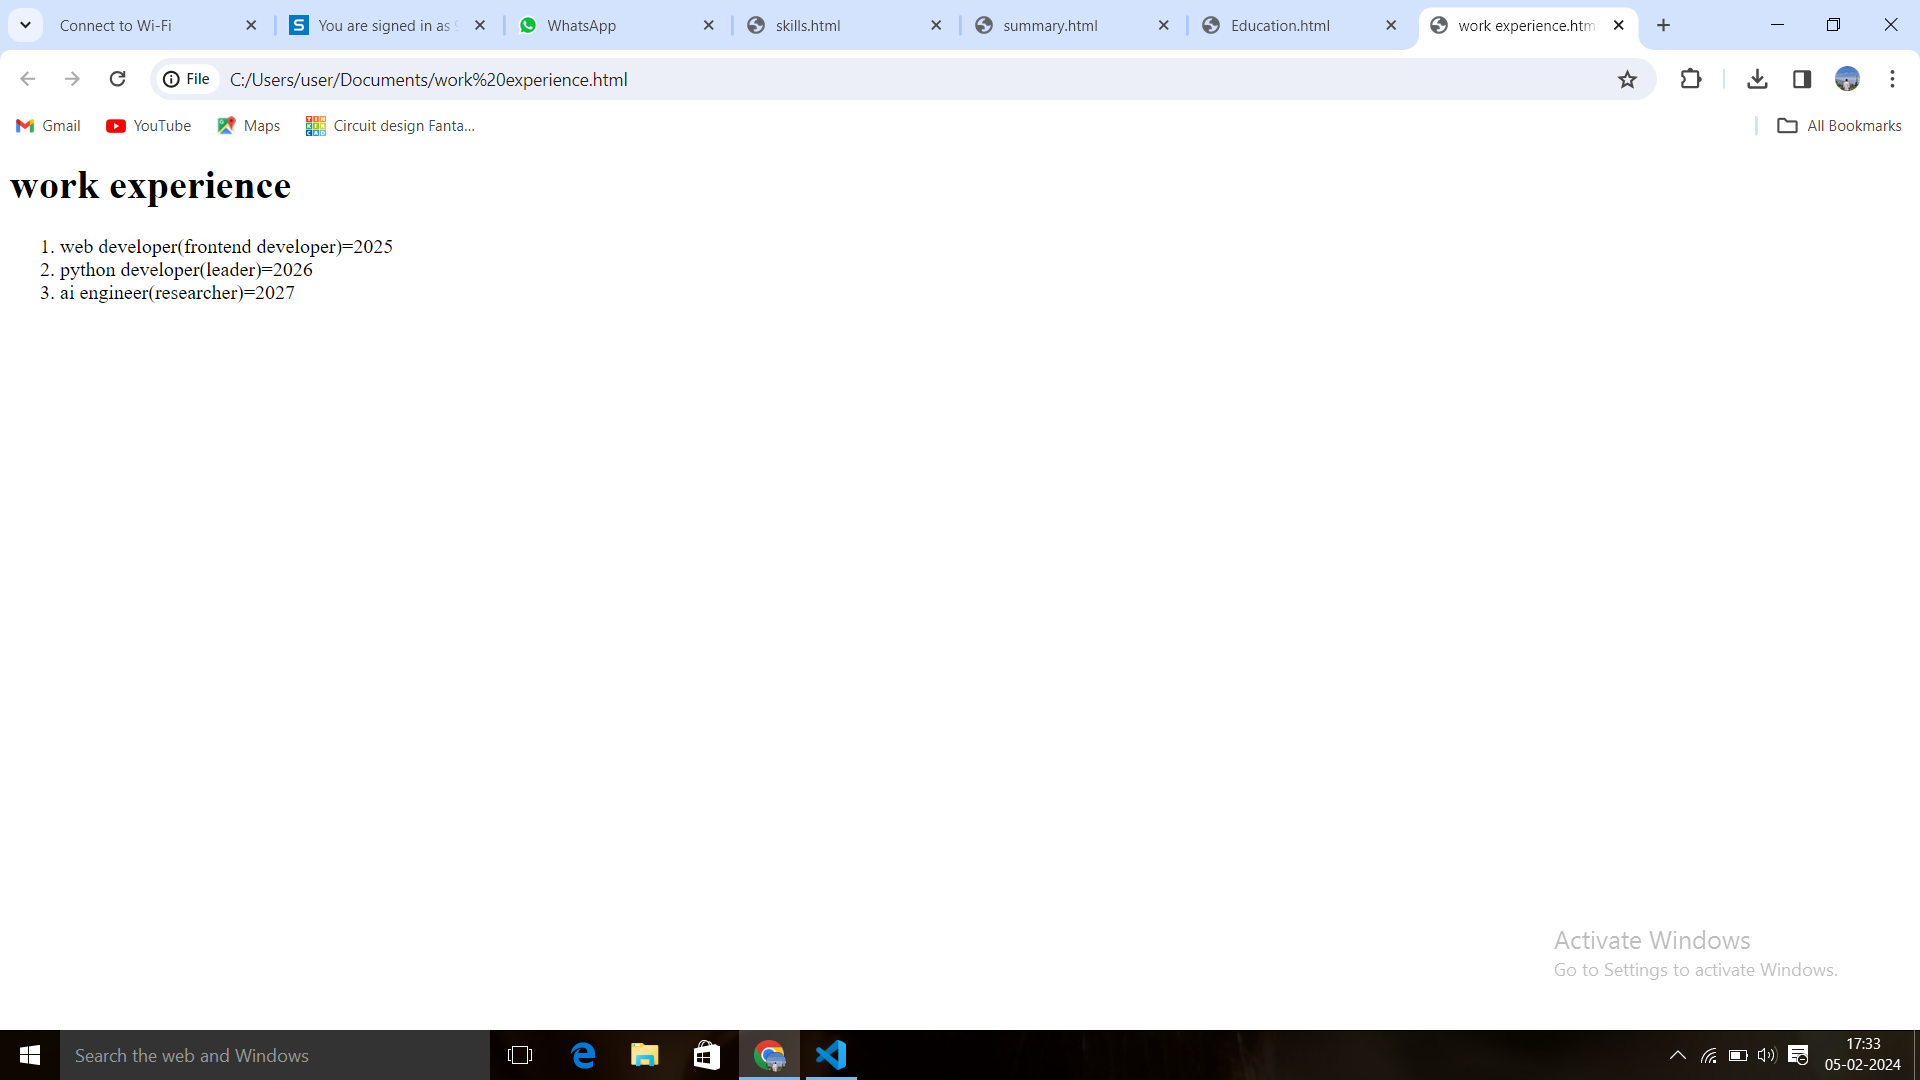 Connect to Wi-Fi
You are signed in as
WhatsApp
skills.html
summary.html
Education.html
work experience.htm
File
C:/Users/user/Documents/work%20experience.html
Gmail
YouTube
Maps
Circuit design Fanta...
All Bookmarks
work experience
1. web developer(frontend developer)=2025
2. python developer(leader)=2026
3. ai engineer(researcher)=2027
Activate Windows
Go to Settings to activate Windows.
Search the web and Windows
17:33
05-02-2024